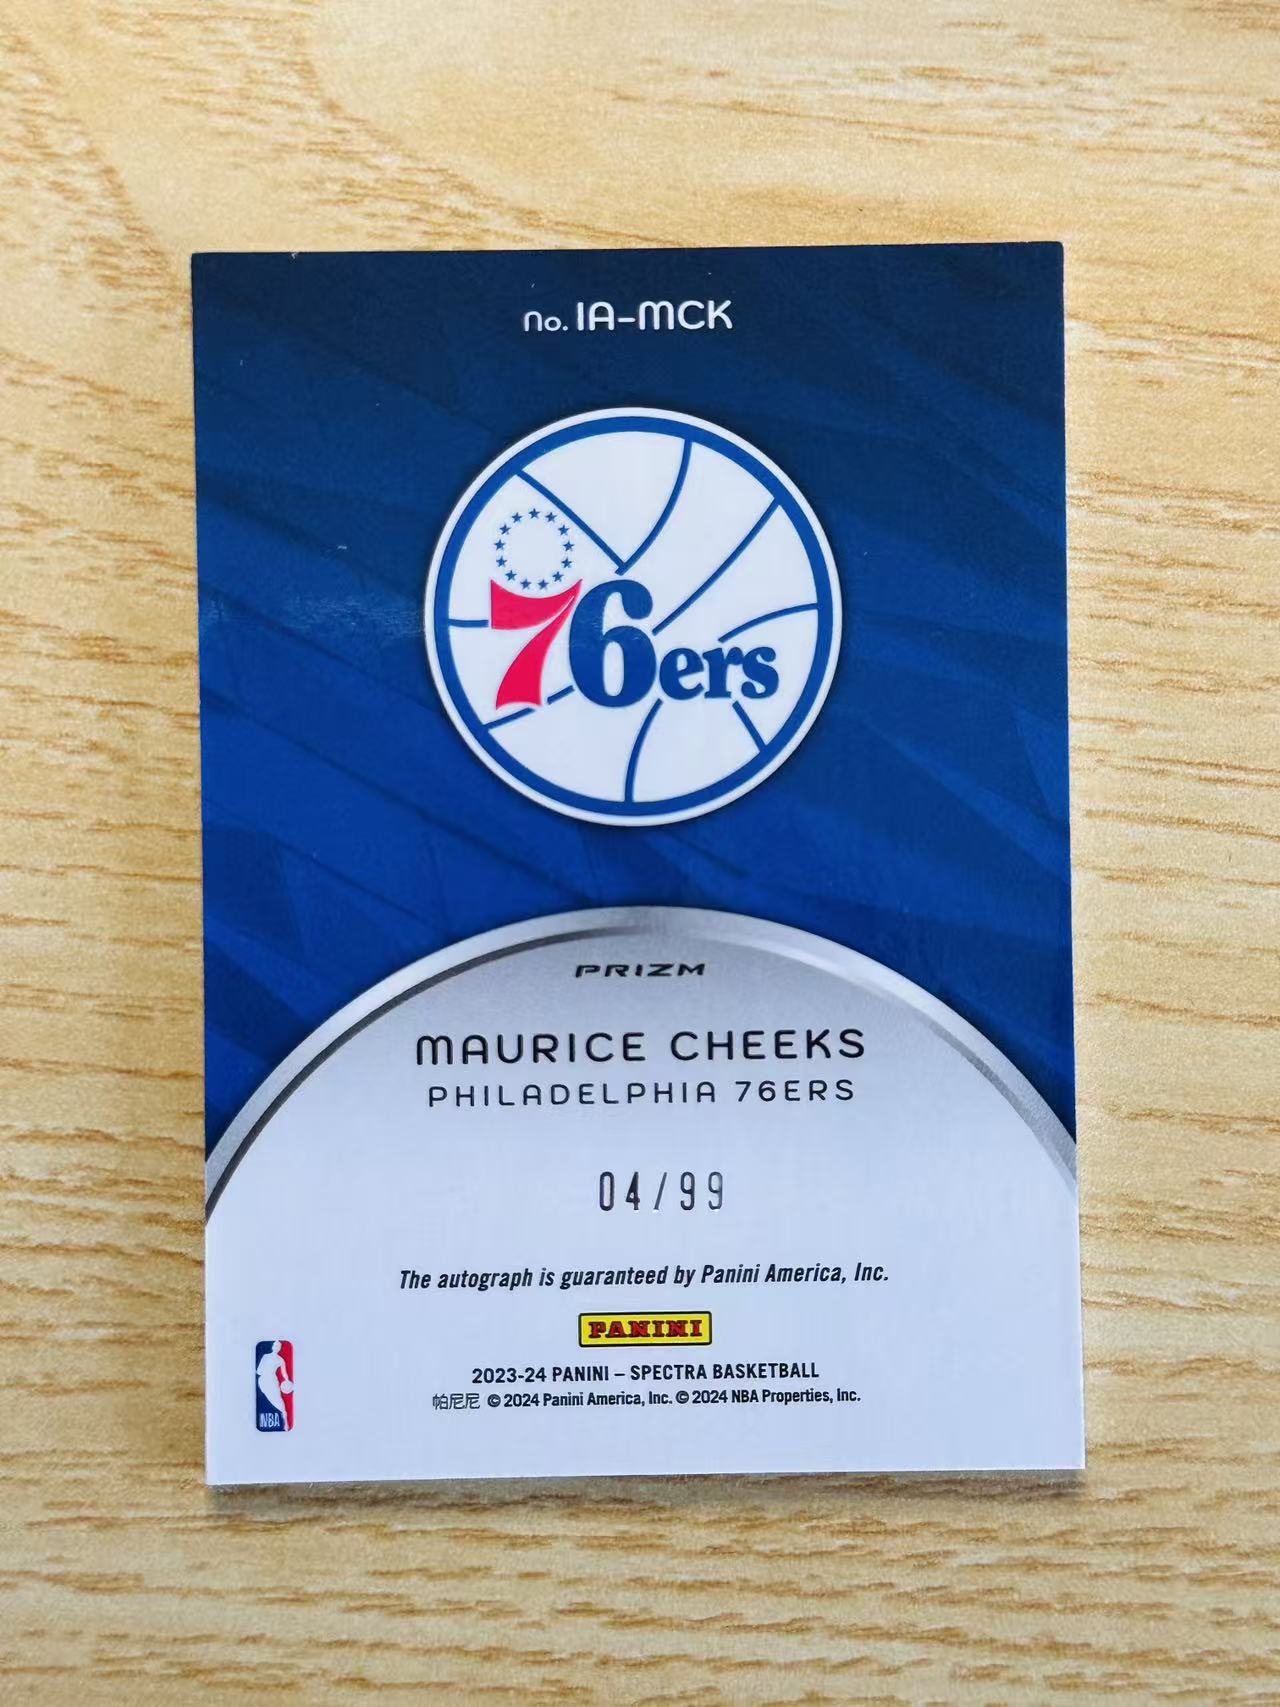 No. IA-MCK
76ers
PRIZM
MAURICE CHEEKS
PHILADELPHIA 76ERS
04/99
The autograph is guaranteed by Panini America, Inc.
PANINI
2023-24 PANINI – SPECTRA BASKETBALL
帕尼尼 © 2024 Panini America, Inc. © 2024 NBA Properties, Inc.
NBA